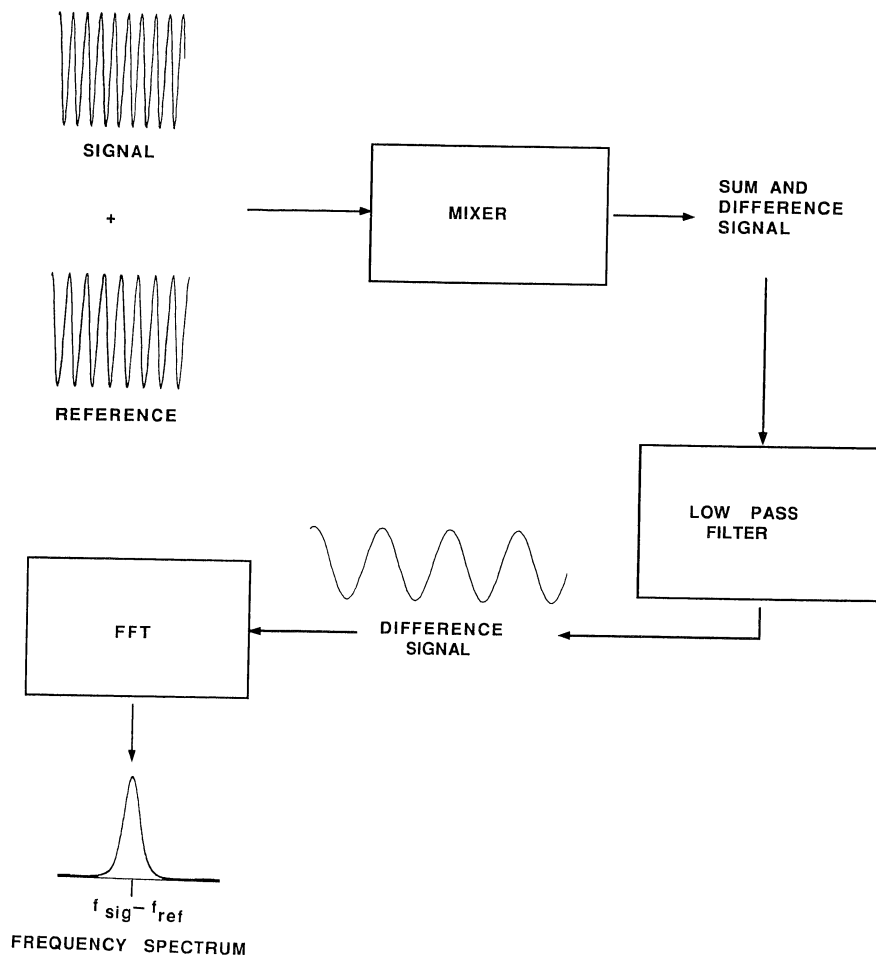 SIGNAL
+
REFERENCE
MIXER
SUM AND
DIFFERENCE
SIGNAL
LOW PASS
FILTER
DIFFERENCE
SIGNAL
FFT
f sig – f ref
FREQUENCY SPECTRUM